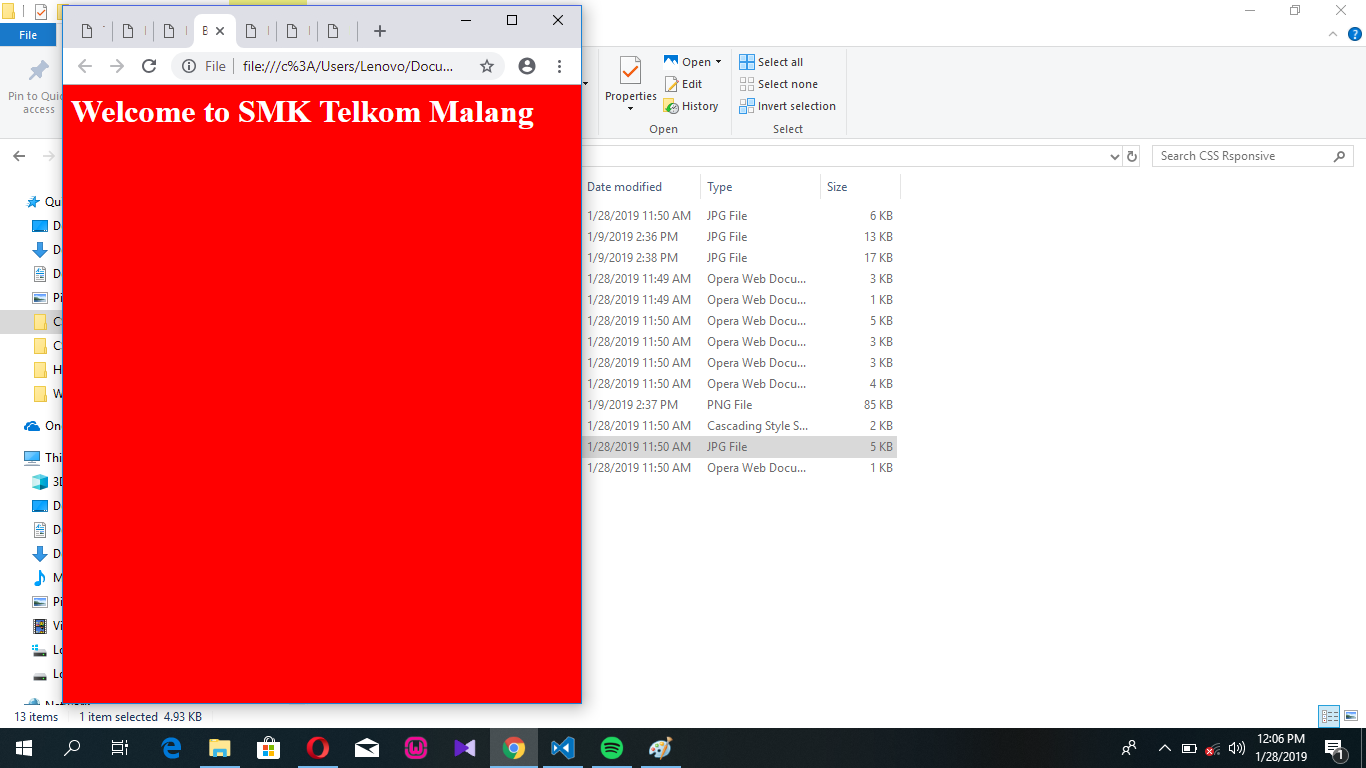 File
Pin to Quick
access
Properties
Open
Edit
History
Open
Select all
Select none
Invert selection
Select
B
File
file:///c%3A/Users/Lenovo/Docu...
Welcome to SMK Telkom Malang
Search CSS Rsponive
Date modified Type Size
1/28/2019 11:50 AM JPG File 6 KB
1/9/2019 2:36 PM JPG File 13 KB
1/9/2019 2:38 PM JPG File 17 KB
1/28/2019 11:49 AM Opera Web Docu... 3 KB
1/28/2019 11:49 AM Opera Web Docu... 1 KB
1/28/2019 11:50 AM Opera Web Docu... 5 KB
1/28/2019 11:50 AM Opera Web Docu... 3 KB
1/28/2019 11:50 AM Opera Web Docu... 3 KB
1/28/2019 11:50 AM Opera Web Docu... 4 KB
1/9/2019 2:37 PM PNG File 85 KB
1/28/2019 11:50 AM Cascading Style S... 2 KB
1/28/2019 11:50 AM JPG File 5 KB
1/28/2019 11:50 AM Opera Web Docu... 1 KB
Qu
D
D
D
Pi
C
C
H
W
On
Thi
3D
D
D
D
M
Pi
Vi
Lo
Lo
13 items 1 item selected 4.93 KB
12:06 PM
1/28/2019
1